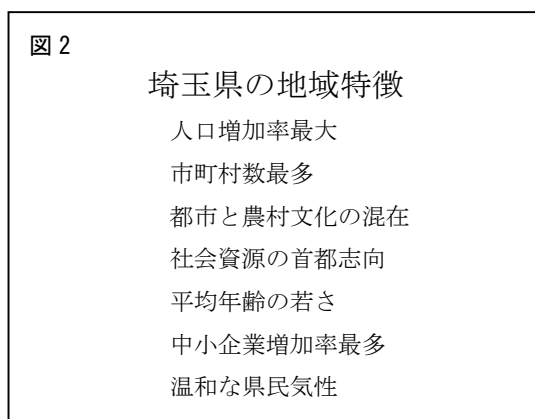 図 2
埼玉県の地域特徴
人口増加率最大
市町村数最多
都市と農村文化の混在
社会資源の首都志向
平均年齢の若さ
中小企業増加率最多
温和な県民気性